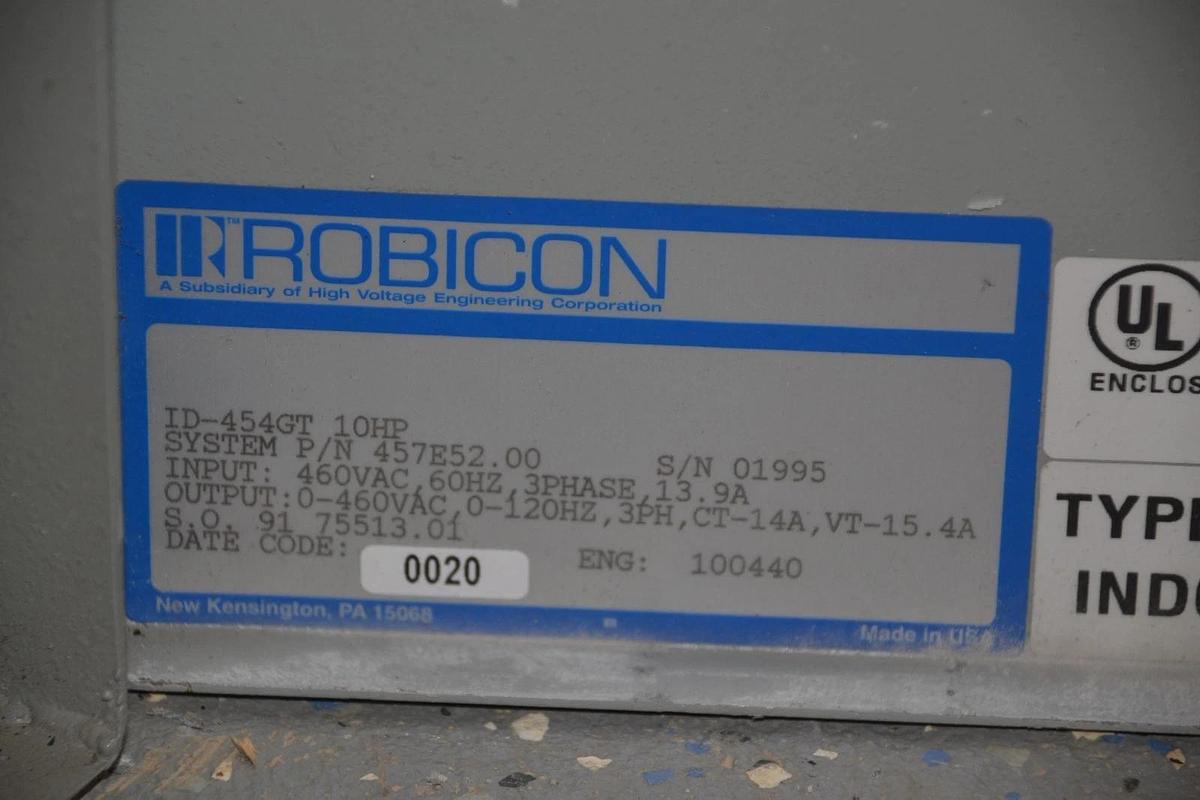 R™ ROBICON
A Subsidiary of High Voltage Engineering Corporation
ID-454GT 10HP
SYSTEM P/N 457E52.00 S/N 01995
INPUT: 460VAC,60HZ,3PHASE,13.9A
OUTPUT:0-460VAC,0-120HZ,3PH,CT-14A,VT-15.4A
S.O. 91 75513.01
DATE CODE: 0020 ENG: 100440
New Kensington, PA 15068 Made in USA
UL®
ENCLOS
TYP
INDO